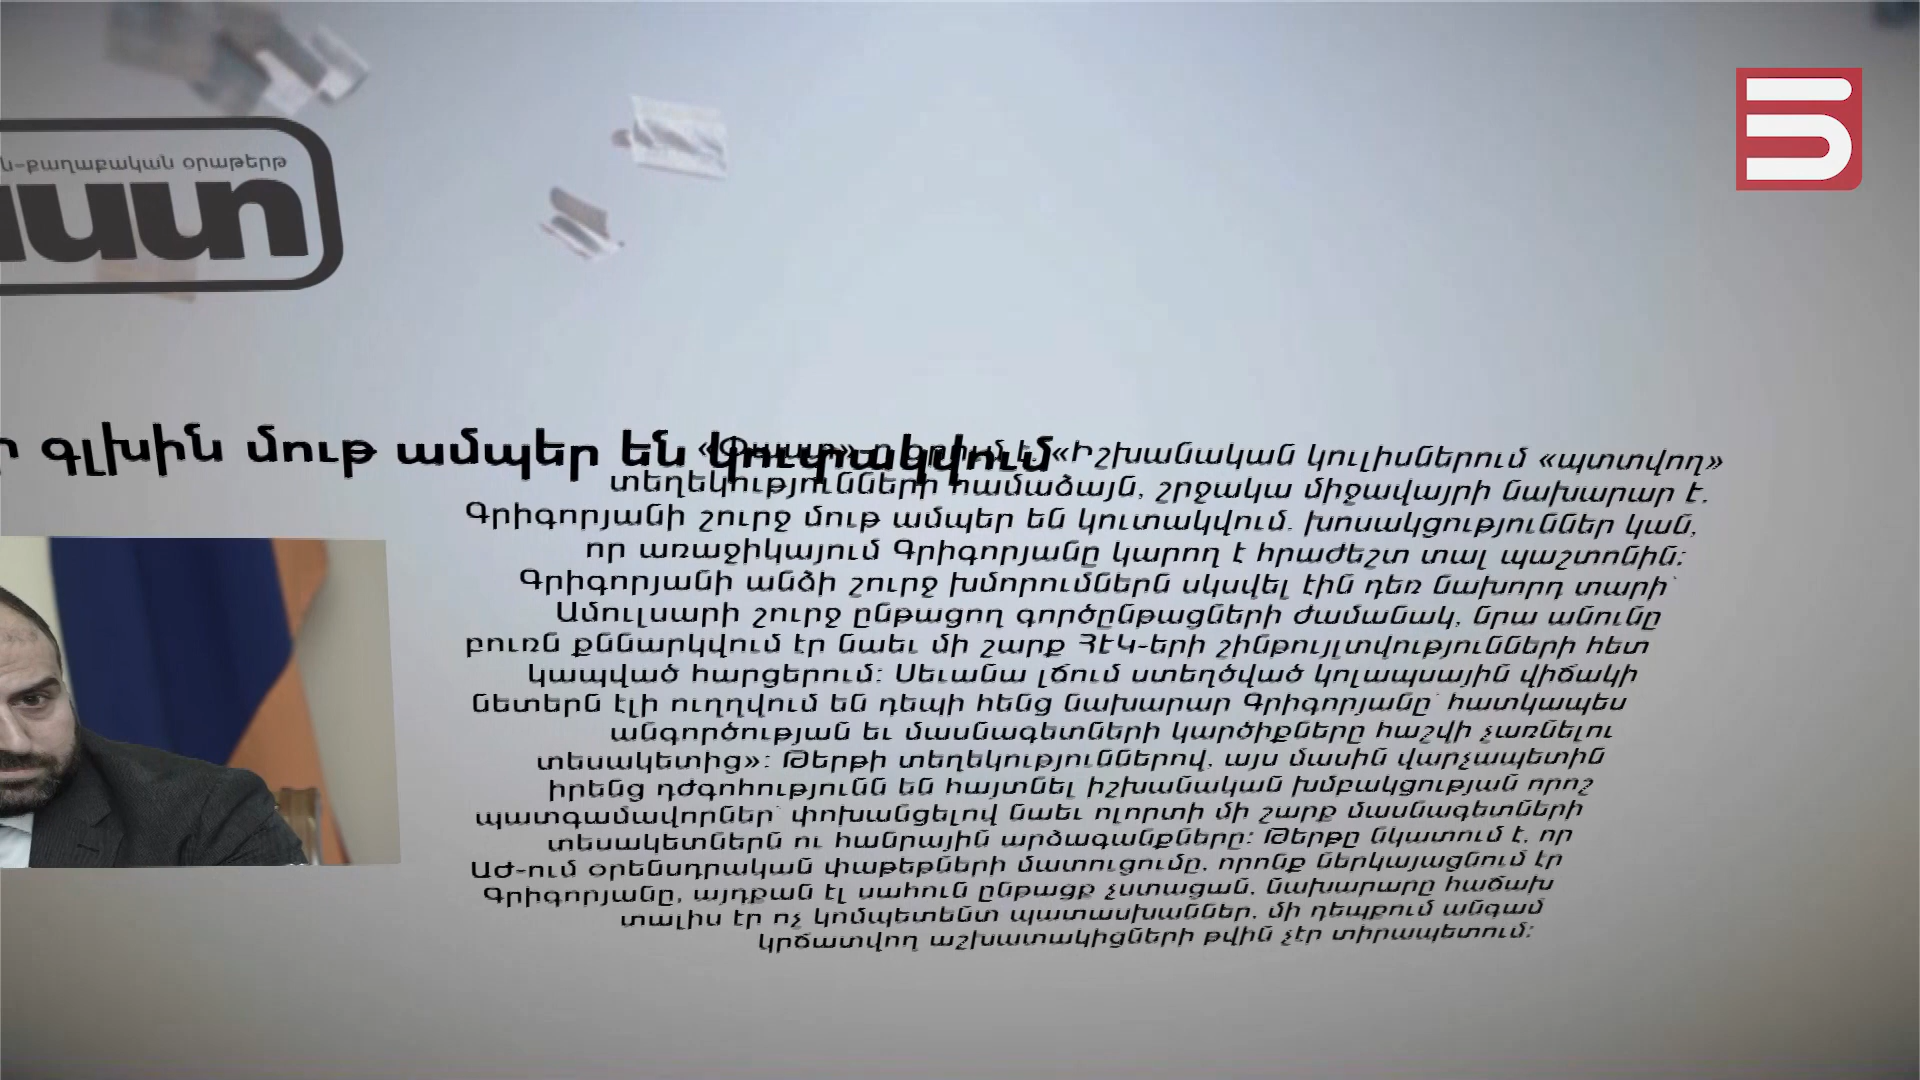 ն-քաղաքական օրաթերթ
աստ
ի գլխին մութ ամպեր են կուտակվում
«Փաստ»-ը գրում է. «Իշխանական կուլիսներում «պտտվող»
տեղեկությունների համաձայն, շրջակա միջավայրի նախարար Է.
Գրիգորյանի շուրջ մութ ամպեր են կուտակվում. խոսակցություններ կան,
որ առաջիկայում Գրիգորյանը կարող է հրաժեշտ տալ պաշտոնին:
Գրիգորյանի անձի շուրջ խմորումներն սկսվել էին դեռ նախորդ տարի՝
Ամուլսարի շուրջ ընթացող գործընթացների ժամանակ, նրա անունը
բուռն քննարկվում էր նաեւ մի շարք ՀԷԿ-երի շինթույլտվությունների հետ
կապված հարցերում: Սեւանա լճում ստեղծված կոլապսային վիճակի
նետերն էլի ուղղվում են դեպի հենց նախարար Գրիգորյանը՝ հատկապես
անգործության եւ մասնագետների կարծիքները հաշվի չառնելու
տեսակետից»: Թերթի տեղեկություններով, այս մասին վարչապետին
իրենց դժգոհությունն են հայտնել իշխանական խմբակցության որոշ
պատգամավորներ՝ փոխանցելով նաեւ ոլորտի մի շարք մասնագետների
տեսակետներն ու հանրային արձագանքները: Թերթը նկատում է, որ
ԱԺ-ում օրենսդրական փաթեթների մատուցումը, որոնք ներկայացնում էր
Գրիգորյանը, այդքան էլ սահուն ընթացք չստացան, նախարարը հաճախ
տալիս էր ոչ կոմպետենտ պատասխաններ, մի դեպքում անգամ
կրճատվող աշխատակիցների թվին չէր տիրապետում: